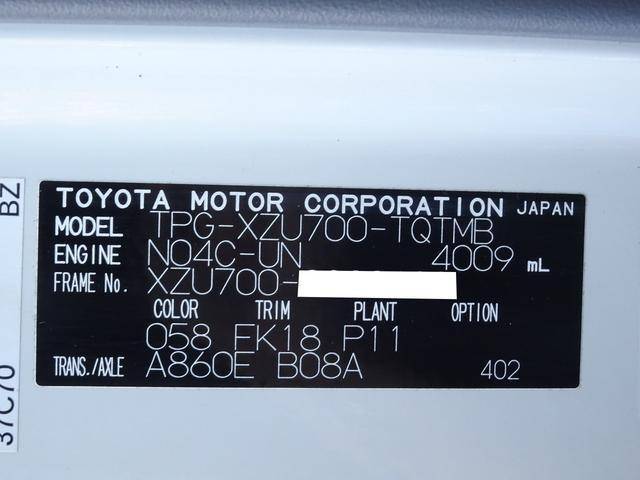 TOYOTA MOTOR CORPORATION JAPAN
MODEL TPG-XZU700-TQTMB
ENGINE N04C-UN 4009 mL
FRAME No. XZU700-
COLOR TRIM PLANT OPTION
058 FK18 P11
TRANS./AXLE A860E B08A 402
BZ
37C70